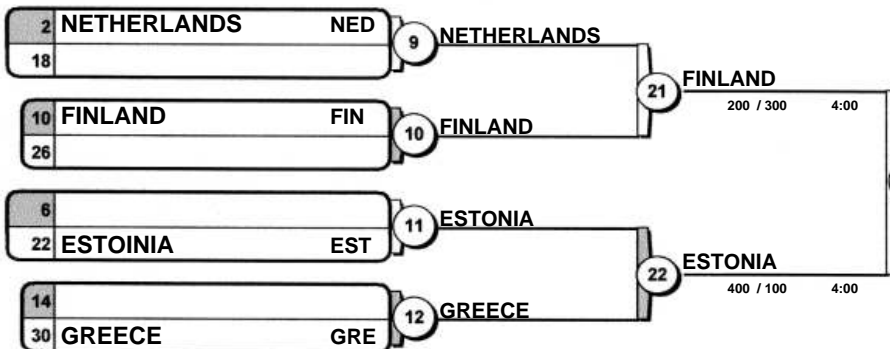 2 NETHERLANDS NED
9 NETHERLANDS
18
21 FINLAND
200 / 300 4:00
10 FINLAND FIN
10 FINLAND
26
6
11 ESTONIA
22 ESTOINIA EST
22 ESTONIA
400 / 100 4:00
14
12 GREECE
30 GREECE GRE